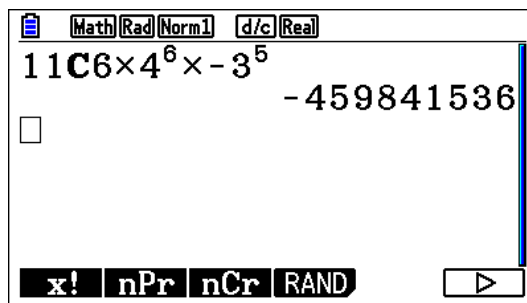 Math Rad Norm1 d/c Real
11C6×4⁶×-3⁵
-459841536
x! nPr nCr RAND